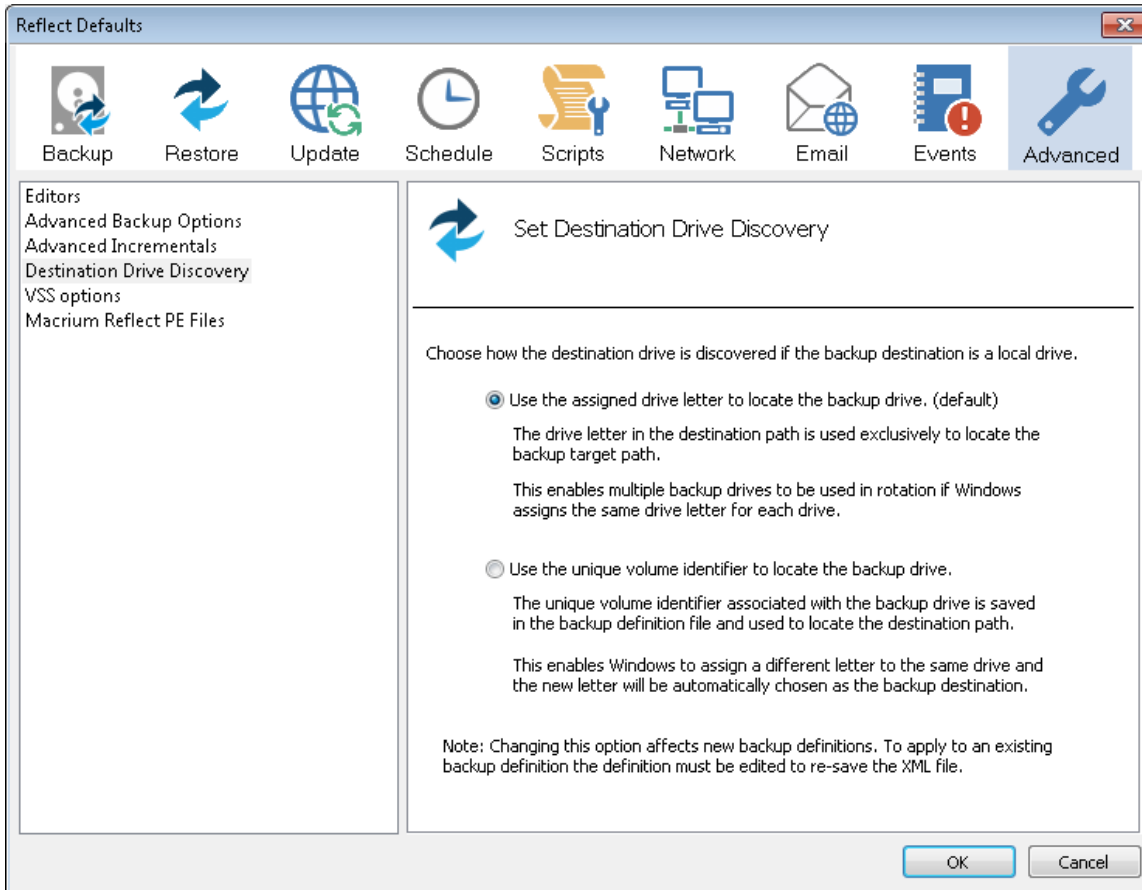 Reflect Defaults
Backup
Restore
Update
Schedule
Scripts
Network
Email
Events
Advanced
Editors
Advanced Backup Options
Advanced Incrementals
Destination Drive Discovery
VSS options
Macrium Reflect PE Files
Set Destination Drive Discovery
Choose how the destination drive is discovered if the backup destination is a local drive.
Use the assigned drive letter to locate the backup drive. (default)
The drive letter in the destination path is used exclusively to locate the
backup target path.
This enables multiple backup drives to be used in rotation if Windows
assigns the same drive letter for each drive.
Use the unique volume identifier to locate the backup drive.
The unique volume identifier associated with the backup drive is saved
in the backup definition file and used to locate the destination path.
This enables Windows to assign a different letter to the same drive and
the new letter will be automatically chosen as the backup destination.
Note: Changing this option affects new backup definitions. To apply to an existing
backup definition the definition must be edited to re-save the XML file.
OK
Cancel